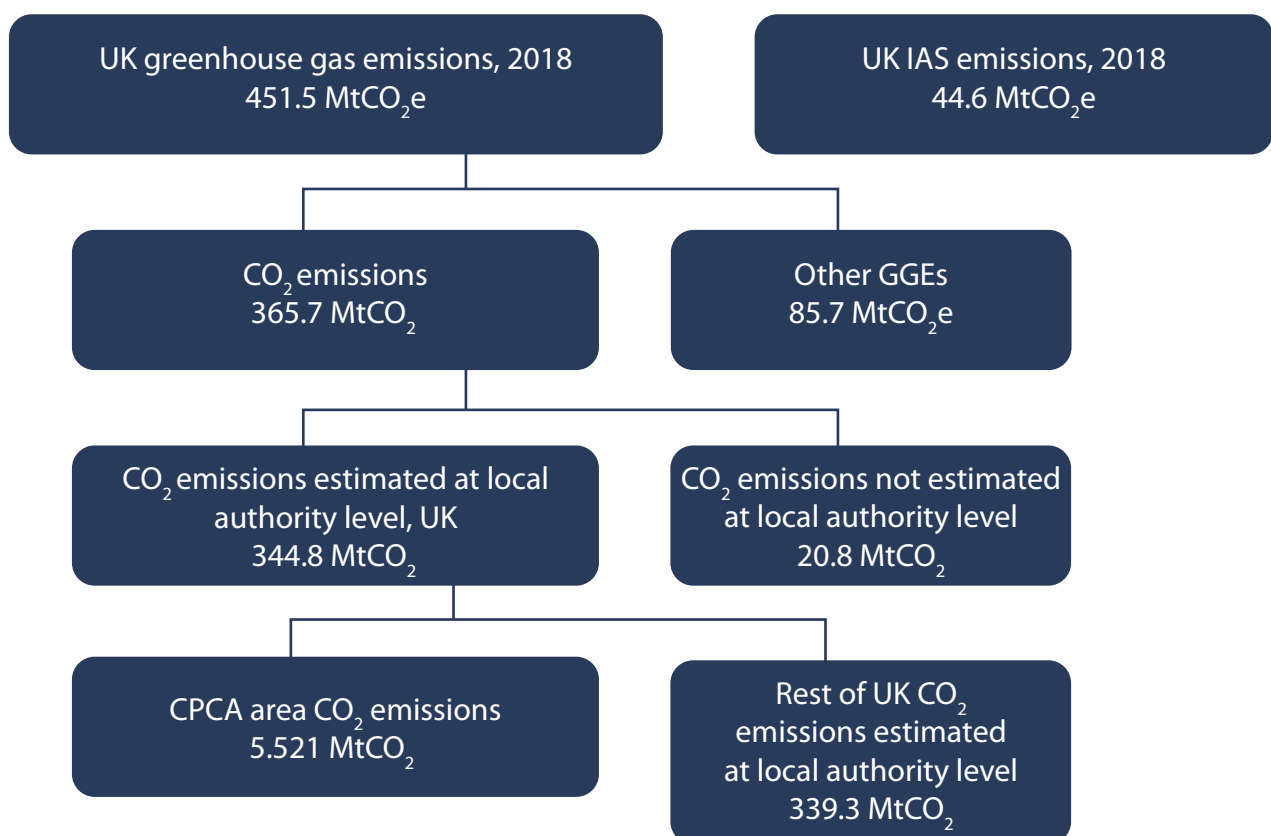 UK greenhouse gas emissions, 2018
451.5 MtCO₂e
UK IAS emissions, 2018
44.6 MtCO₂e
CO₂ emissions
365.7 MtCO₂
Other GGEs
85.7 MtCO₂e
CO₂ emissions estimated at local
authority level, UK
344.8 MtCO₂
CO₂ emissions not estimated
at local authority level
20.8 MtCO₂
CPCA area CO₂ emissions
5.521 MtCO₂
Rest of UK CO₂
emissions estimated
at local authority level
339.3 MtCO₂